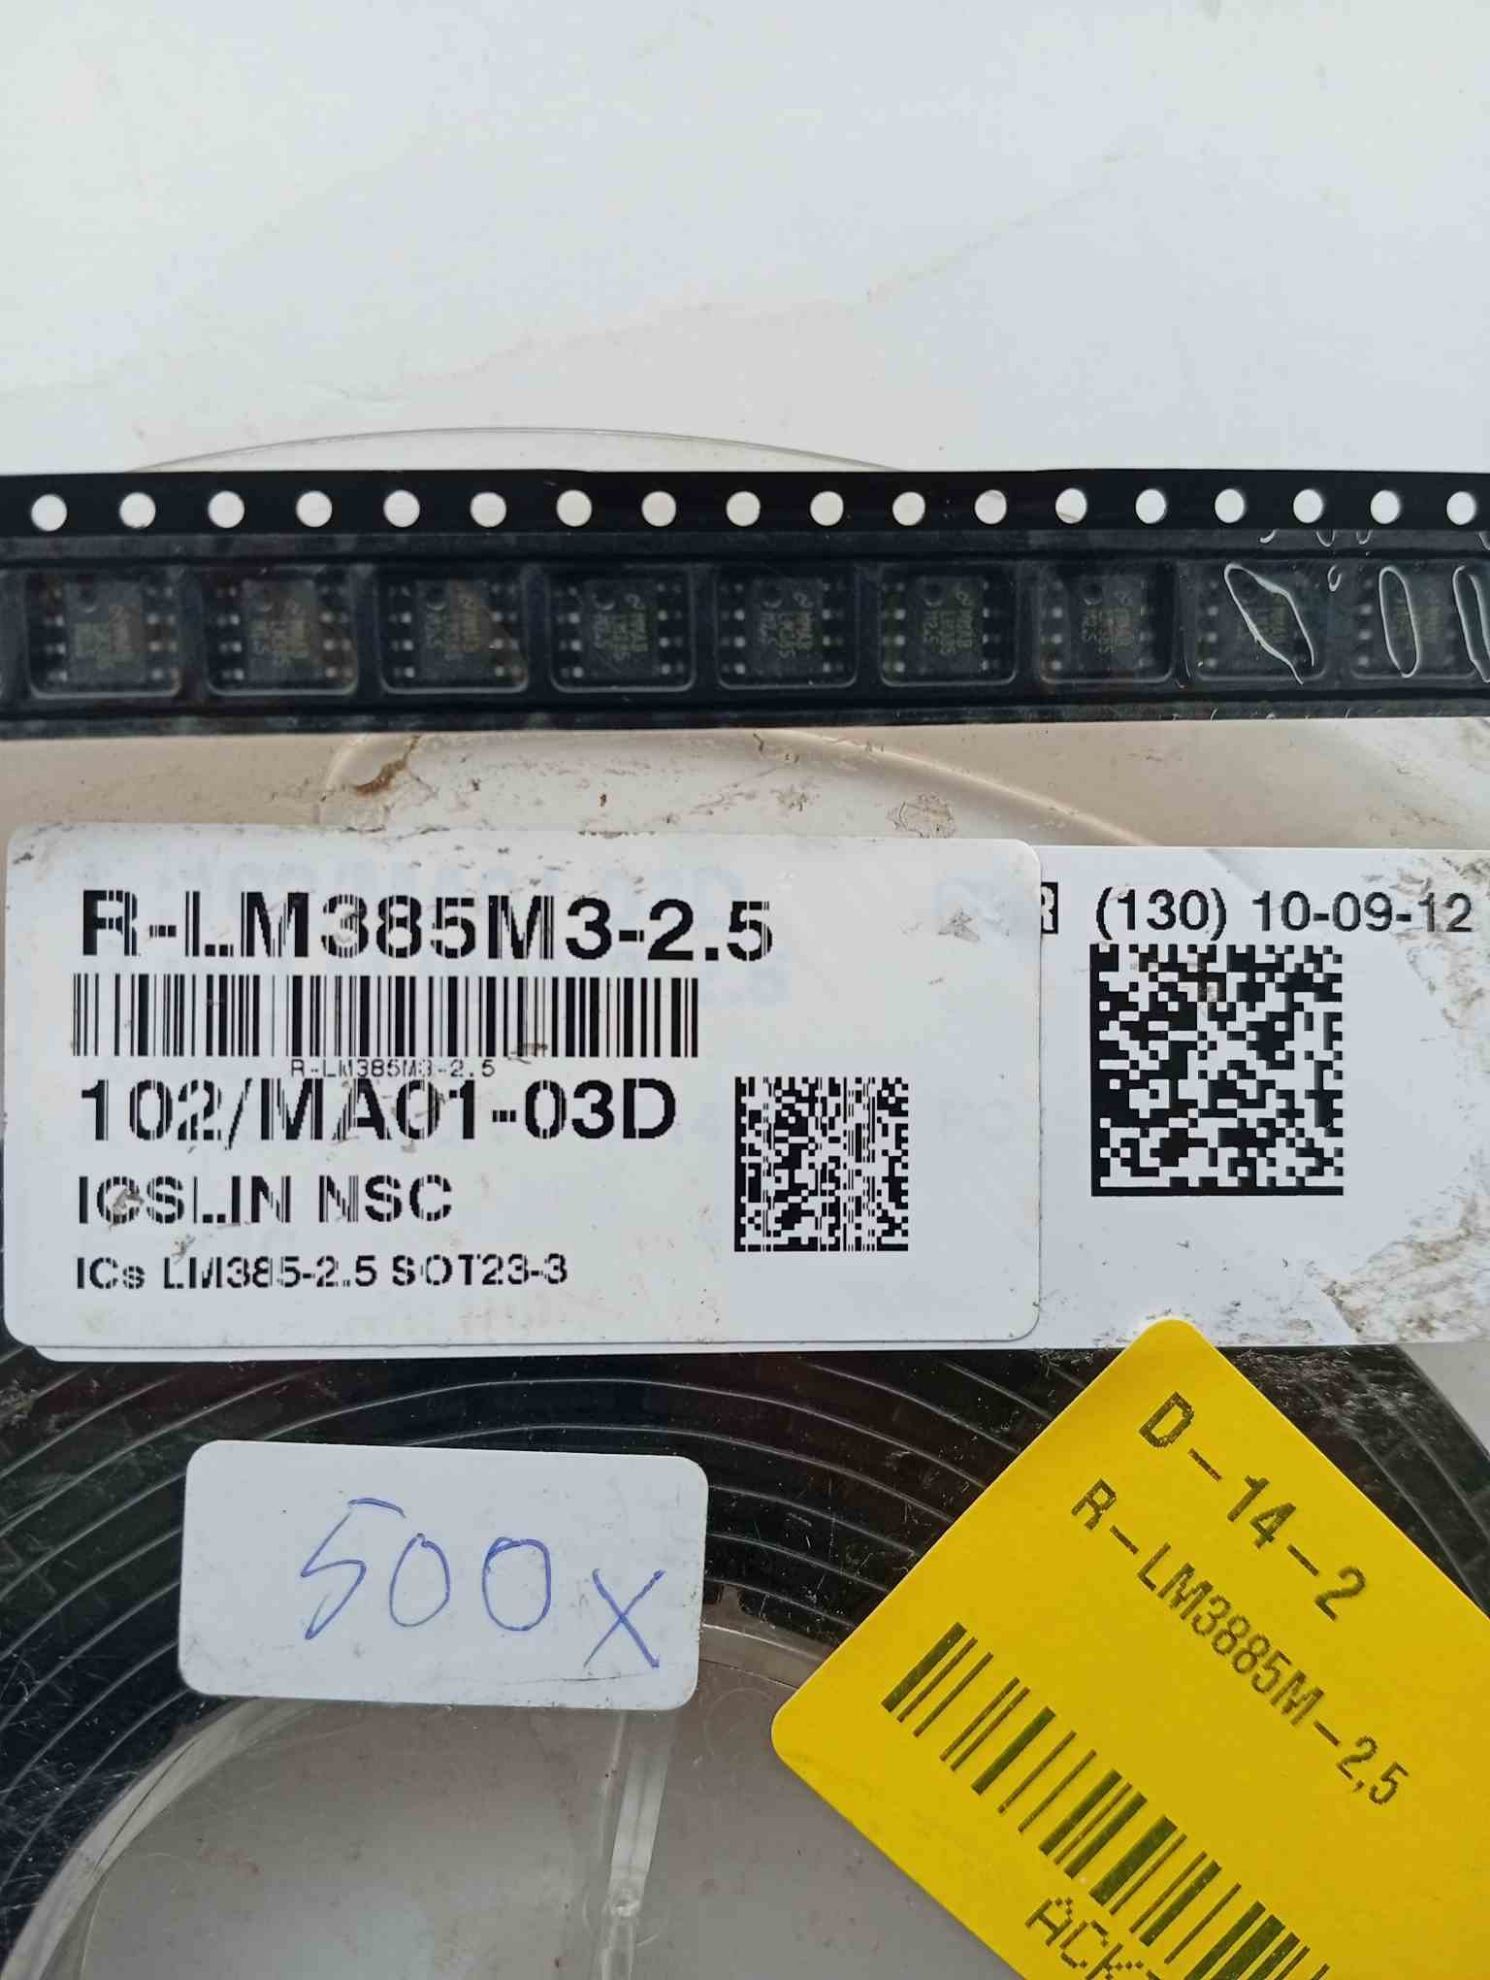 R-LM385M3-2.5
R-LM385M3-2.5
102/MA01-03D
ICSLIN NSC
ICs LM385-2.5 SOT23-3
R (130) 10-09-12
500x
D-14-2
R-LM3885M-2,5
ACK